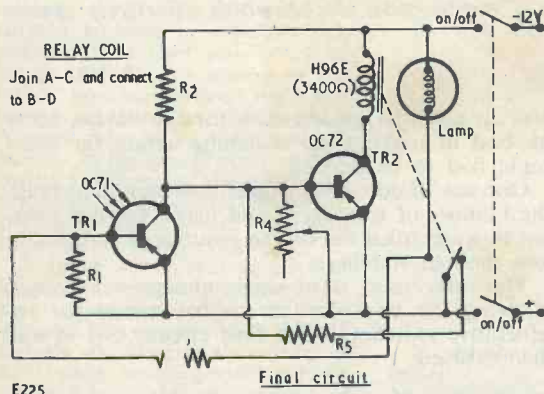 on/off
-12V
RELAY COIL
Join A-C and connect
to B-D
R2
H96E
(3400Ω)
Lamp
OC71
OC72
TR2
TR1
R4
R1
+
on/off
R5
Final circuit
F225